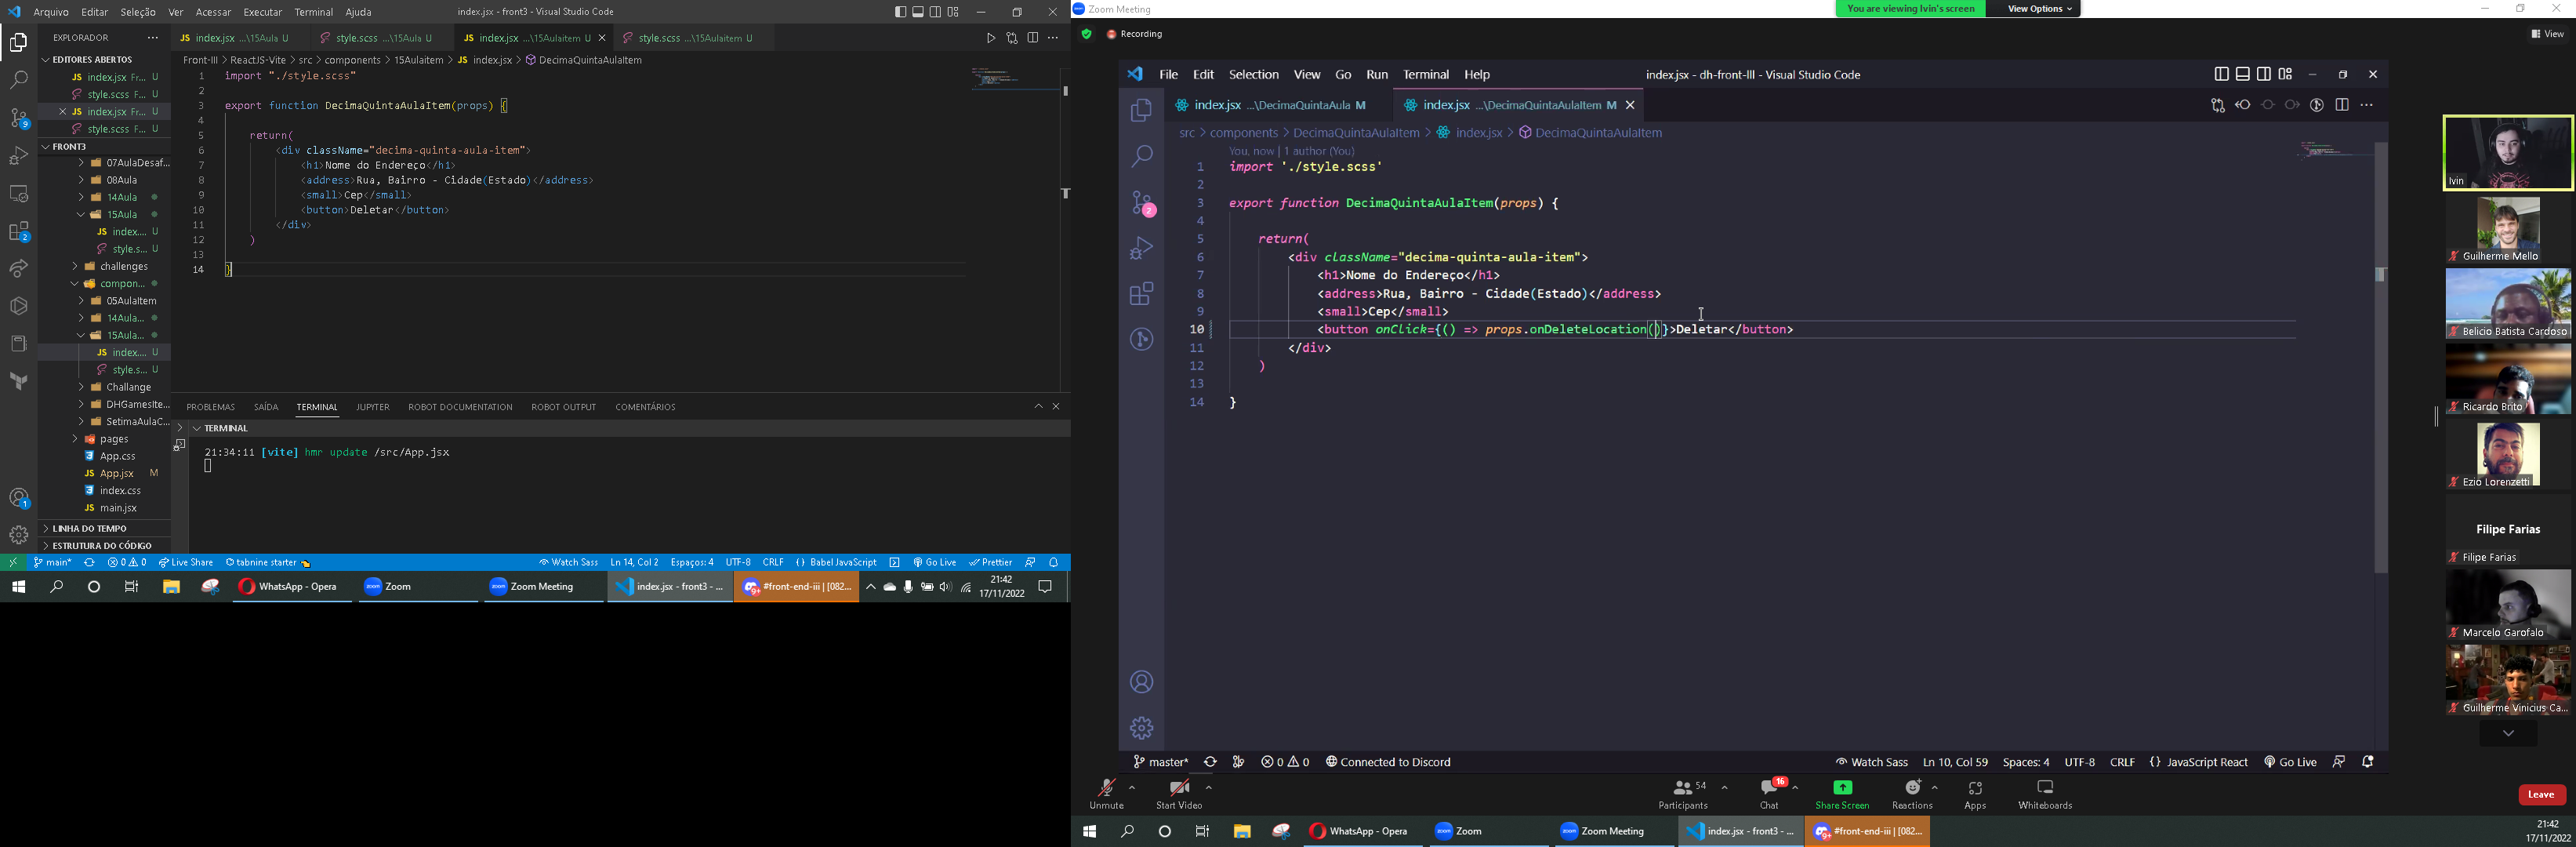 Arquivo Editar Seleção Ver Acessar Executar Terminal Ajuda index.jsx - front3 - Visual Studio Code
EXPLORADOR
EDITORES ABERTOS
index.jsx Fr... U
style.scss F... U
index.jsx Fr... U
style.scss F... U
FRONT3
07AulaDesaf...
08Aula
14Aula
15Aula
index.... U
style.s... U
challenges
compon...
05AulaItem
14Aula...
15Aula...
index.... U
style.s... U
Challange
DHGamesIte...
SetimaAulaC...
pages
App.css
App.jsx M
index.css
main.jsx
LINHA DO TEMPO
ESTRUTURA DO CÓDIGO
index.jsx ...\15Aula U
style.scss ...\15Aula U
index.jsx ...\15Aulaitem U
style.scss ...\15Aulaitem U
Front-III > ReactJS-Vite > src > components > 15Aulaitem > index.jsx > DecimaQuintaAulaItem
1 import "./style.scss"
2
3 export function DecimaQuintaAulaItem(props) {
4
5 return(
6 <div className="decima-quinta-aula-item">
7 <h1>Nome do Endereço</h1>
8 <address>Rua, Bairro - Cidade(Estado)</address>
9 <small>Cep</small>
10 <button>Deletar</button>
11 </div>
12 )
13
14 }
PROBLEMAS SAÍDA TERMINAL JUPYTER ROBOT DOCUMENTATION ROBOT OUTPUT COMENTÁRIOS
TERMINAL
21:34:11 [vite] hmr update /src/App.jsx
main* 0 0 Live Share tabnine starter Watch Sass Ln 14, Col 2 Espaços: 4 UTF-8 CRLF { } Babel JavaScript Go Live Prettier
WhatsApp - Opera Zoom Zoom Meeting index.jsx - front3 - ... #front-end-iii | [082... 21:42
17/11/2022
Zoom Meeting You are viewing Ivin's screen View Options
Recording View
File Edit Selection View Go Run Terminal Help index.jsx - dh-front-III - Visual Studio Code
index.jsx ...\DecimaQuintaAula M index.jsx ...\DecimaQuintaAulaItem M
src > components > DecimaQuintaAulaItem > index.jsx > DecimaQuintaAulaItem
You, now | 1 author (You)
1 import './style.scss'
2
3 export function DecimaQuintaAulaItem(props) {
4
5 return(
6 <div className="decima-quinta-aula-item">
7 <h1>Nome do Endereço</h1>
8 <address>Rua, Bairro - Cidade(Estado)</address>
9 <small>Cep</small>
10 <button onClick={() => props.onDeleteLocation()}>Deletar</button>
11 </div>
12 )
13
14 }
master* 0 0 Connected to Discord Watch Sass Ln 10, Col 59 Spaces: 4 UTF-8 CRLF { } JavaScript React Go Live
Ivin
Guilherme Mello
Belicio Batista Cardoso
Ricardo Brito
Ezio Lorenzetti
Filipe Farias
Filipe Farias
Marcelo Garofalo
Guilherme Vinicius Ca...
Unmute Start Video Participants 54 Chat 16 Share Screen Reactions Apps Whiteboards Leave
WhatsApp - Opera Zoom Zoom Meeting index.jsx - front3 - ... #front-end-iii | [082... 21:42
17/11/2022